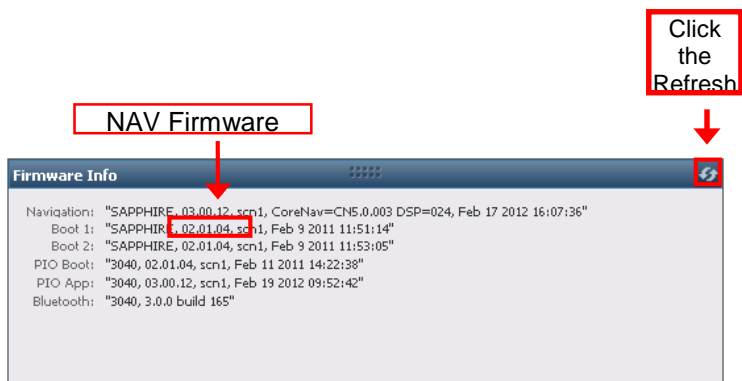 Click
the
Refresh
NAV Firmware
Firmware Info
Navigation: "SAPPHIRE, 03.00.12, scn1, CoreNav=CN5.0.003 DSP=024, Feb 17 2012 16:07:36"
Boot 1: "SAPPHIRE, 02.01.04, scn1, Feb 9 2011 11:51:14"
Boot 2: "SAPPHIRE, 02.01.04, scn1, Feb 9 2011 11:53:05"
PIO Boot: "3040, 02.01.04, scn1, Feb 11 2011 14:22:38"
PIO App: "3040, 03.00.12, scn1, Feb 19 2012 09:52:42"
Bluetooth: "3040, 3.0.0 build 165"